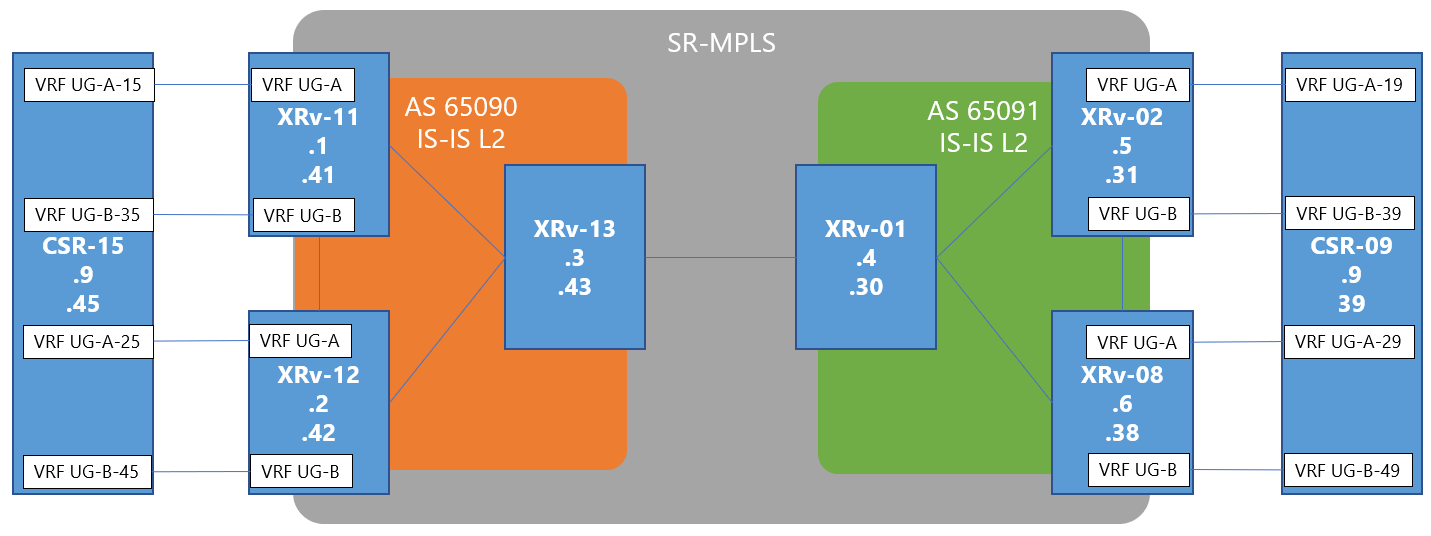 SR-MPLS
VRF UG-A-15
VRF UG-B-35
CSR-15
.9
.45
VRF UG-A-25
VRF UG-B-45
VRF UG-A
XRv-11
.1
.41
VRF UG-B
VRF UG-A
XRv-12
.2
.42
VRF UG-B
AS 65090
IS-IS L2
XRv-13
.3
.43
XRv-01
.4
.30
AS 65091
IS-IS L2
VRF UG-A
XRv-02
.5
.31
VRF UG-B
VRF UG-A
XRv-08
.6
.38
VRF UG-B
VRF UG-A-19
VRF UG-B-39
CSR-09
.9
39
VRF UG-A-29
VRF UG-B-49